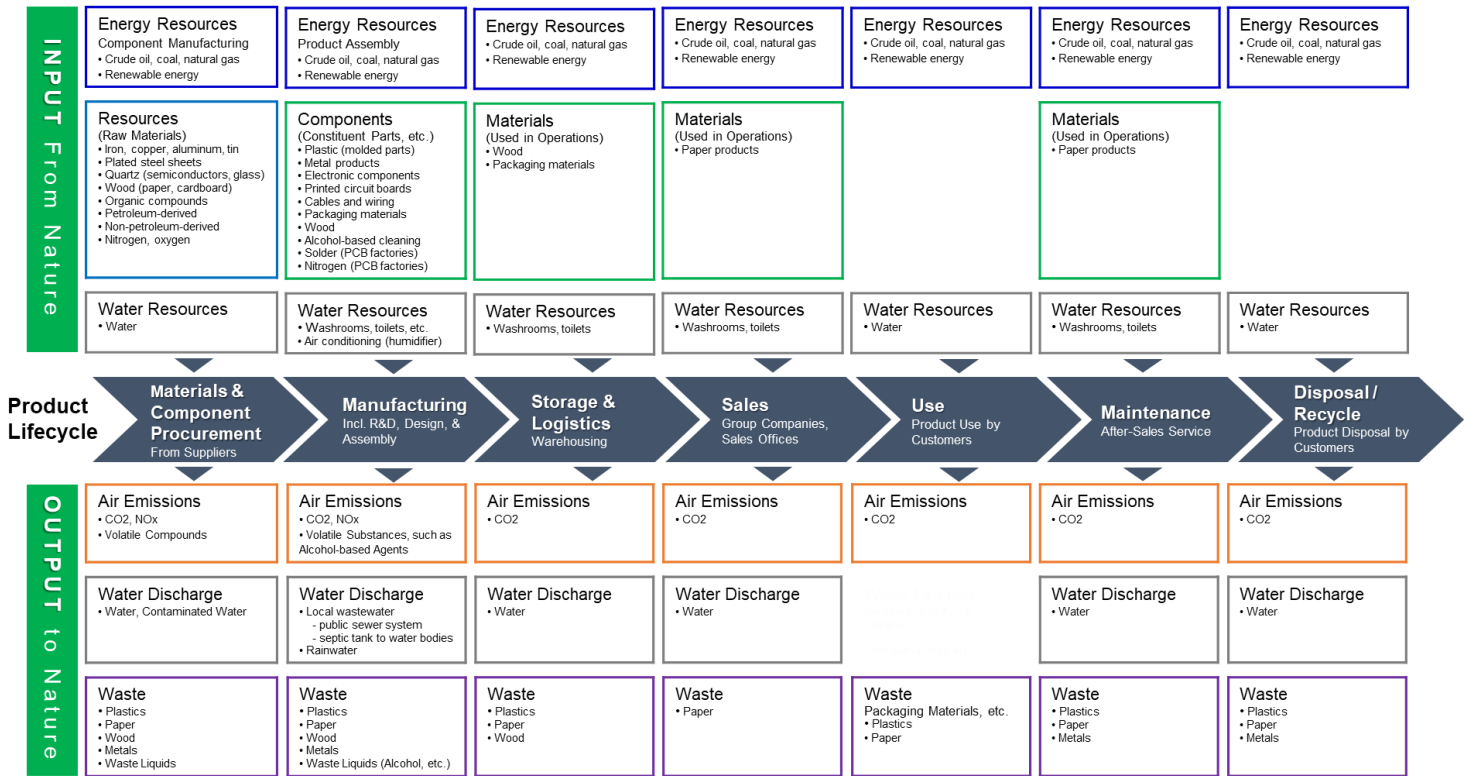 INPUT From Nature
Energy Resources
Component Manufacturing
• Crude oil, coal, natural gas
• Renewable energy
Energy Resources
Product Assembly
• Crude oil, coal, natural gas
• Renewable energy
Energy Resources
• Crude oil, coal, natural gas
• Renewable energy
Energy Resources
• Crude oil, coal, natural gas
• Renewable energy
Energy Resources
• Crude oil, coal, natural gas
• Renewable energy
Energy Resources
• Crude oil, coal, natural gas
• Renewable energy
Energy Resources
• Crude oil, coal, natural gas
• Renewable energy
Resources
(Raw Materials)
• Iron, copper, aluminum, tin
• Plated steel sheets
• Quartz (semiconductors, glass)
• Wood (paper, cardboard)
• Organic compounds
• Petroleum-derived
• Non-petroleum-derived
• Nitrogen, oxygen
Components
(Constituent Parts, etc.)
• Plastic (molded parts)
• Metal products
• Electronic components
• Printed circuit boards
• Cables and wiring
• Packaging materials
• Wood
• Alcohol-based cleaning
• Solder (PCB factories)
• Nitrogen (PCB factories)
Materials
(Used in Operations)
• Wood
• Packaging materials
Materials
(Used in Operations)
• Paper products
Materials
(Used in Operations)
• Paper products
Water Resources
• Water
Water Resources
• Washrooms, toilets, etc.
• Air conditioning (humidifier)
Water Resources
• Washrooms, toilets
Water Resources
• Washrooms, toilets
Water Resources
• Water
Water Resources
• Washrooms, toilets
Water Resources
• Water
Product
Lifecycle
Materials &
Component
Procurement
From Suppliers
Manufacturing
Incl. R&D, Design, &
Assembly
Storage &
Logistics
Warehousing
Sales
Group Companies,
Sales Offices
Use
Product Use by
Customers
Maintenance
After-Sales Service
Disposal /
Recycle
Product Disposal by
Customers
OUTPUT to Nature
Air Emissions
• CO2, NOx
• Volatile Compounds
Air Emissions
• CO2, NOx
• Volatile Substances, such as
Alcohol-based Agents
Air Emissions
• CO2
Air Emissions
• CO2
Air Emissions
• CO2
Air Emissions
• CO2
Air Emissions
• CO2
Water Discharge
• Water, Contaminated Water
Water Discharge
• Local wastewater
- public sewer system
- septic tank to water bodies
• Rainwater
Water Discharge
• Water
Water Discharge
• Water
Water Discharge
• Water
Water Discharge
• Water
Waste
• Plastics
• Paper
• Wood
• Metals
• Waste Liquids
Waste
• Plastics
• Paper
• Wood
• Metals
• Waste Liquids (Alcohol, etc.)
Waste
• Plastics
• Paper
• Wood
Waste
• Paper
Waste
Packaging Materials, etc.
• Plastics
• Paper
Waste
• Plastics
• Paper
• Metals
Waste
• Plastics
• Paper
• Metals